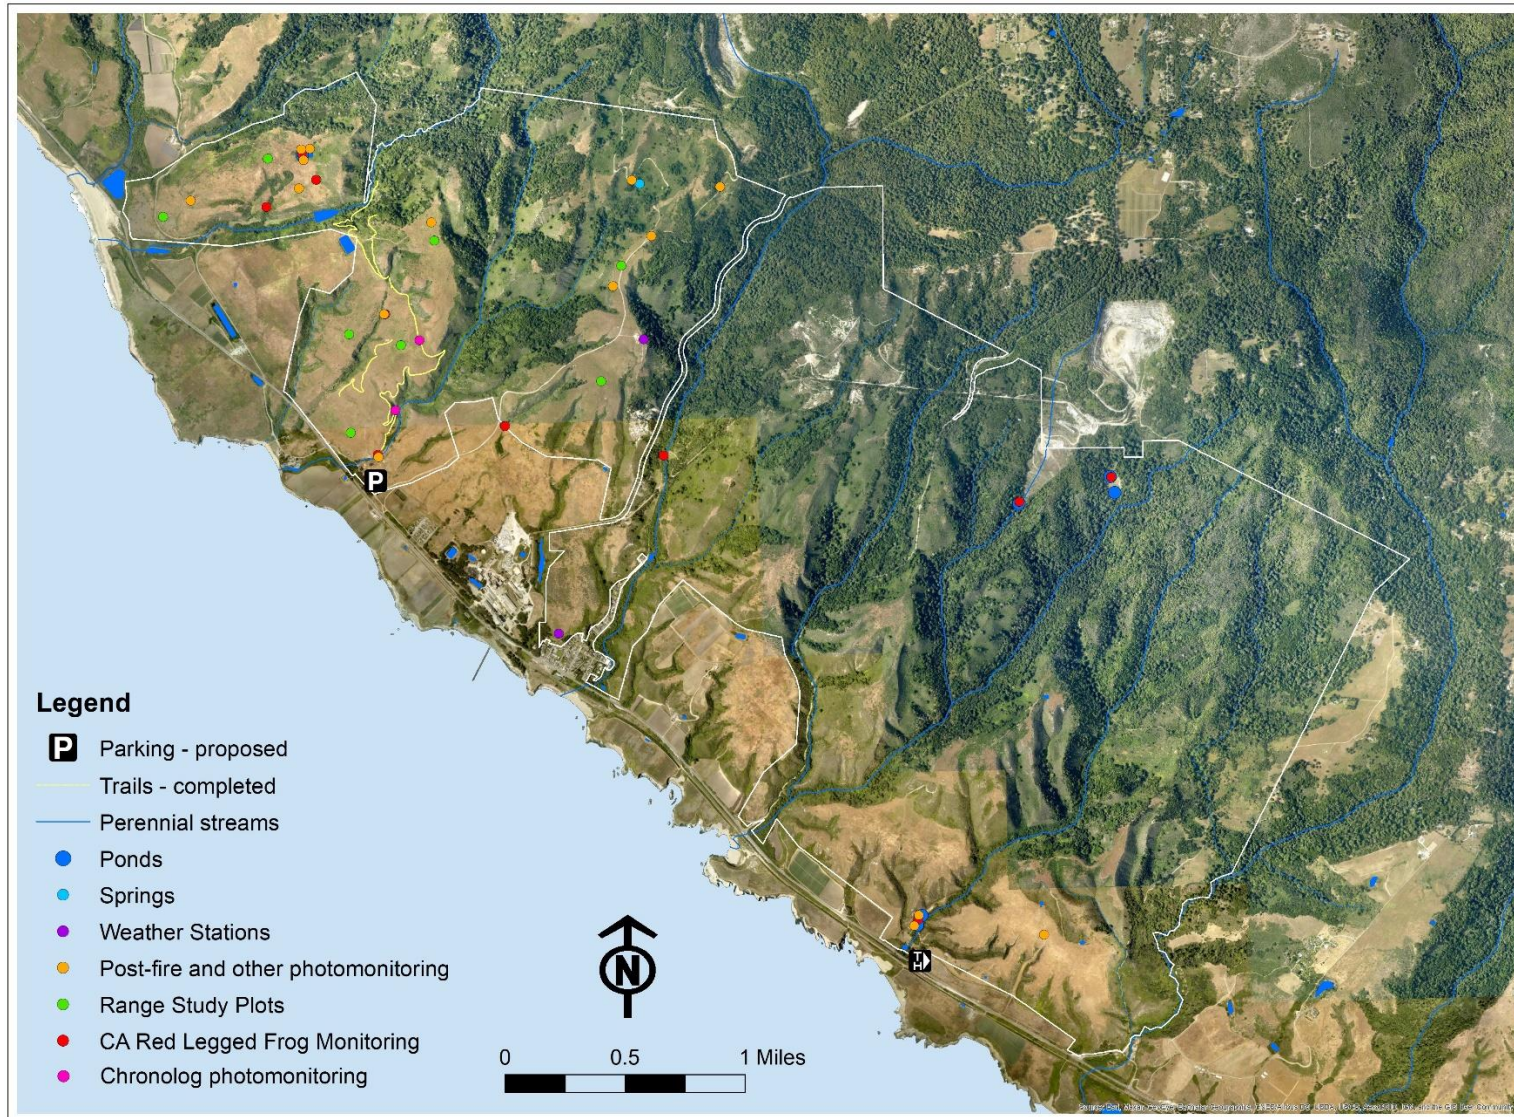 P
TH
Legend
P Parking - proposed
Trails - completed
Perennial streams
Ponds
Springs
Weather Stations
Post-fire and other photomonitoring
Range Study Plots
CA Red Legged Frog Monitoring
Chronolog photomonitoring
N
0 0.5 1 Miles